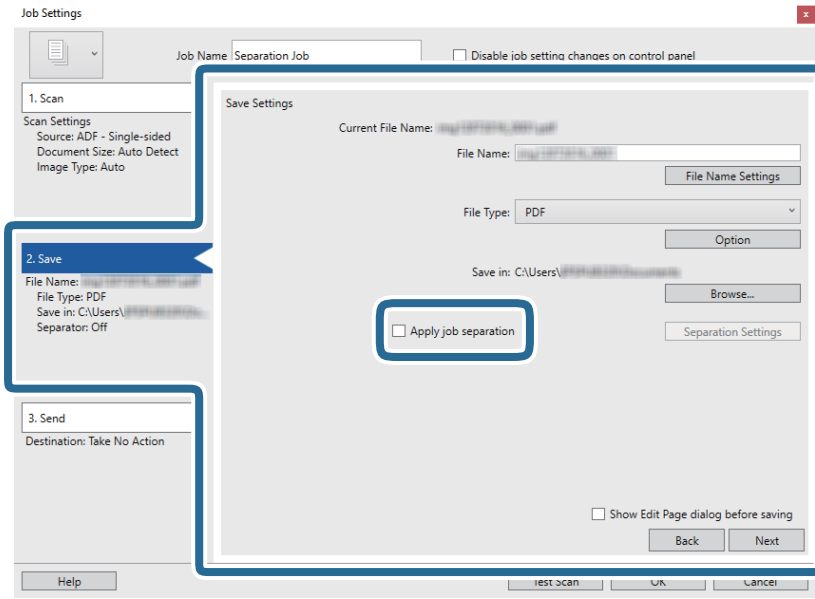 Job Settings
x
Job Name Separation Job
Disable job setting changes on control panel
1. Scan
Scan Settings
Source: ADF - Single-sided
Document Size: Auto Detect
Image Type: Auto
2. Save
File Name:
File Type: PDF
Save in: C:\Users\
Separator: Off
3. Send
Destination: Take No Action
Save Settings
Current File Name:
File Name:
File Name Settings
File Type: PDF
Option
Save in: C:\Users\
Browse...
Apply job separation
Separation Settings
Show Edit Page dialog before saving
Back Next
Help Test Scan OK Cancel